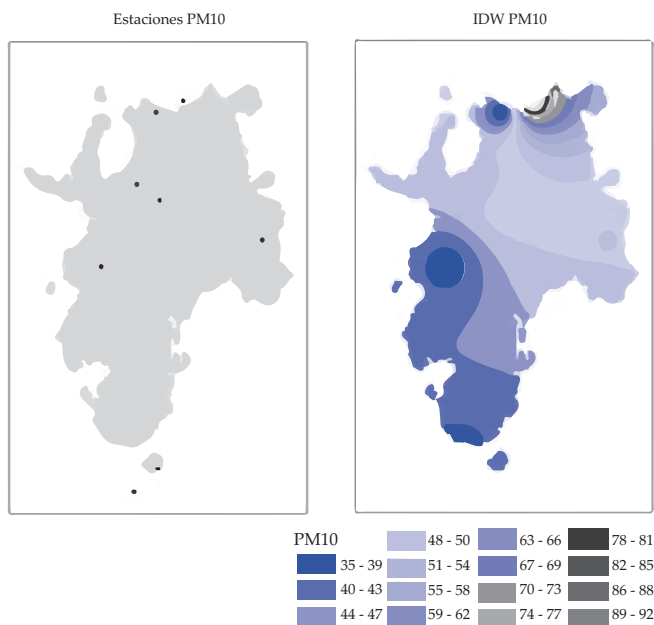 Estaciones PM10
IDW PM10
PM10
35 - 39
40 - 43
44 - 47
48 - 50
51 - 54
55 - 58
59 - 62
63 - 66
67 - 69
70 - 73
74 - 77
78 - 81
82 - 85
86 - 88
89 - 92